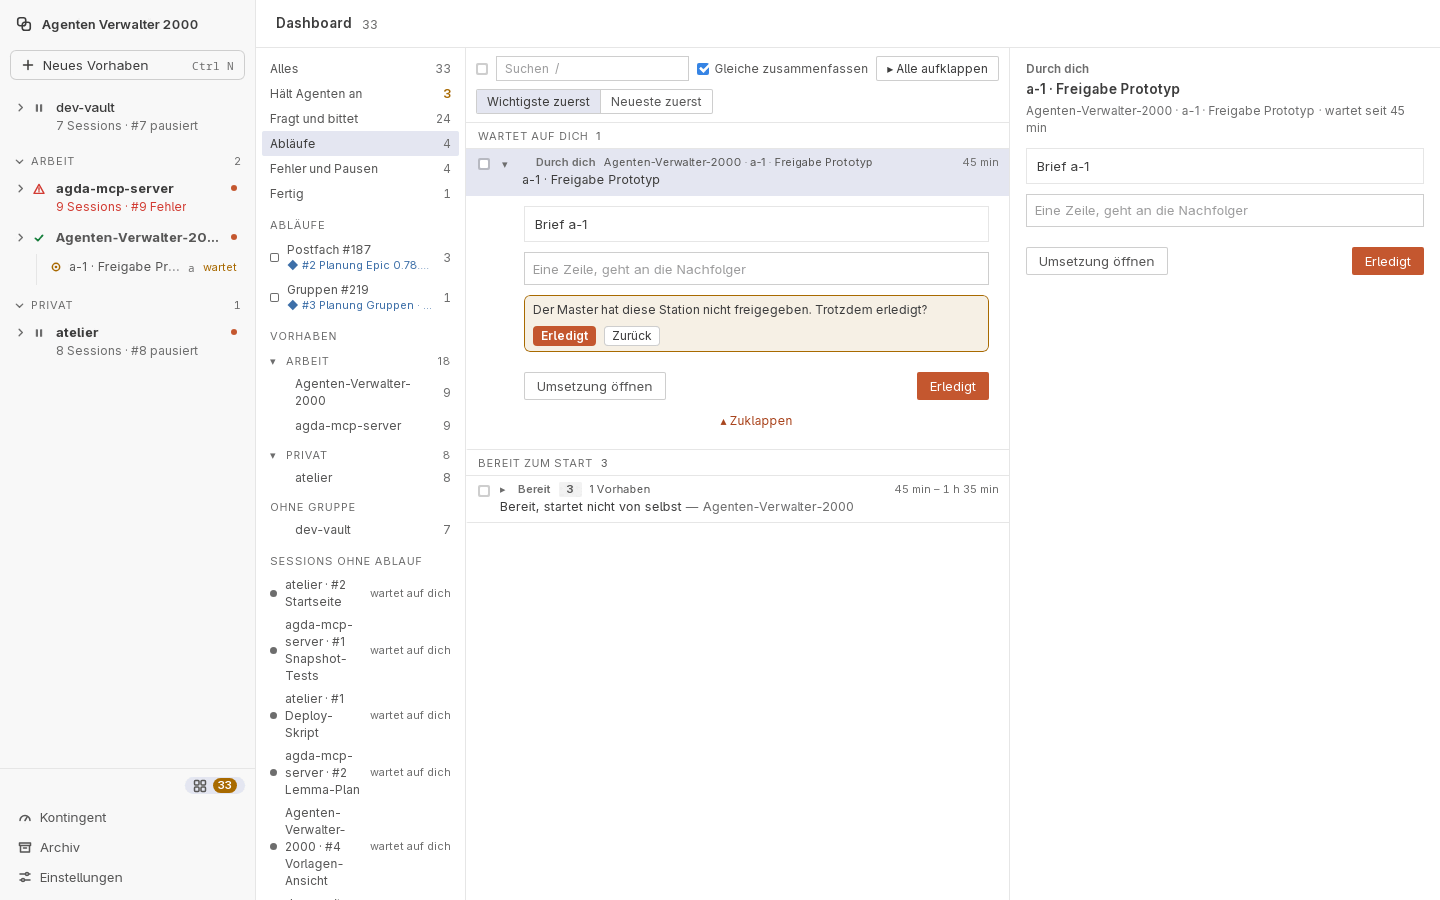 Agenten Verwalter 2000
Neues Vorhaben Ctrl N
dev-vault
7 Sessions · #7 pausiert
ARBEIT 2
agda-mcp-server
9 Sessions · #9 Fehler
Agenten-Verwalter-20…
a-1 · Freigabe Pr… a wartet
PRIVAT 1
atelier
8 Sessions · #8 pausiert
33
Kontingent
Archiv
Einstellungen
Dashboard 33
Alles 33
Hält Agenten an 3
Fragt und bittet 24
Abläufe 4
Fehler und Pausen 4
Fertig 1
ABLÄUFE
Postfach #187
#2 Planung Epic 0.78.… 3
Gruppen #219
#3 Planung Gruppen · … 1
VORHABEN
ARBEIT 18
Agenten-Verwalter-
2000 9
agda-mcp-server 9
PRIVAT 8
atelier 8
OHNE GRUPPE
dev-vault 7
SESSIONS OHNE ABLAUF
atelier · #2
Startseite wartet auf dich
agda-mcp-
server · #1
Snapshot-
Tests wartet auf dich
atelier · #1
Deploy-
Skript wartet auf dich
agda-mcp-
server · #2
Lemma-Plan wartet auf dich
Agenten-
Verwalter-
2000 · #4
Vorlagen-
Ansicht wartet auf dich
Suchen /
Gleiche zusammenfassen
▸ Alle aufklappen
Wichtigste zuerst
Neueste zuerst
WARTET AUF DICH 1
Durch dich Agenten-Verwalter-2000 · a-1 · Freigabe Prototyp 45 min
a-1 · Freigabe Prototyp
Brief a-1
Eine Zeile, geht an die Nachfolger
Der Master hat diese Station nicht freigegeben. Trotzdem erledigt?
Erledigt Zurück
Umsetzung öffnen Erledigt
▴ Zuklappen
BEREIT ZUM START 3
Bereit 3 1 Vorhaben 45 min – 1 h 35 min
Bereit, startet nicht von selbst — Agenten-Verwalter-2000
Durch dich
a-1 · Freigabe Prototyp
Agenten-Verwalter-2000 · a-1 · Freigabe Prototyp · wartet seit 45
min
Brief a-1
Eine Zeile, geht an die Nachfolger
Umsetzung öffnen Erledigt